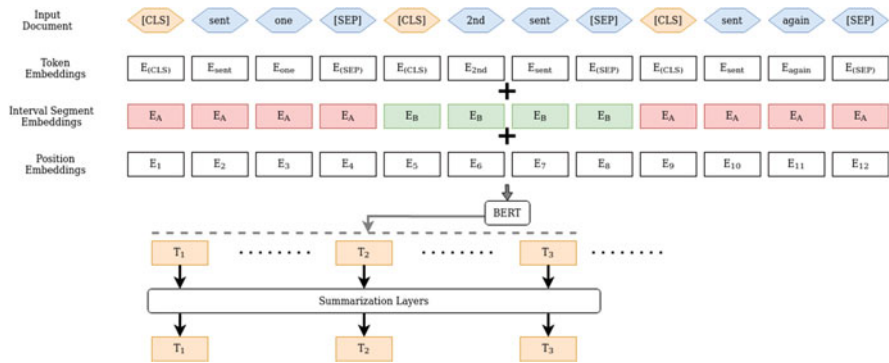 Input Document [CLS] sent one [SEP] [CLS] 2nd sent [SEP] [CLS] sent again [SEP]
Token Embeddings E(CLS) Esent Eone E(SEP) E(CLS) E2nd Esent E(SEP) E(CLS) Esent Eagain E(SEP)
+
Interval Segment Embeddings EA EA EA EA EB EB EB EB EA EA EA EA
+
Position Embeddings E1 E2 E3 E4 E5 E6 E7 E8 E9 E10 E11 E12
BERT
T1 ........ T2 ........ T3 ........
Summarization Layers
T1 T2 T3